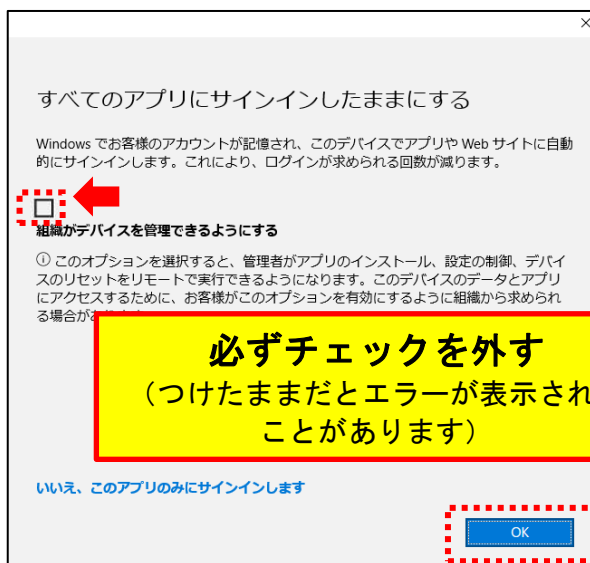 すべてのアプリにサインインしたままにする
Windows でお客様のアカウントが記憶され、このデバイスでアプリや Web サイトに自動
的にサインインします。これにより、ログインが求められる回数が減ります。
組織がデバイスを管理できるようにする
ⓘ このオプションを選択すると、管理者がアプリのインストール、設定の制御、デバイ
スのリセットをリモートで実行できるようになります。このデバイスのデータとアプリ
にアクセスするために、お客様がこのオプションを有効にするように組織から求められ
る場合が
必ずチェックを外す
（つけたままだとエラーが表示され
ことがあります）
いいえ、このアプリのみにサインインします
OK